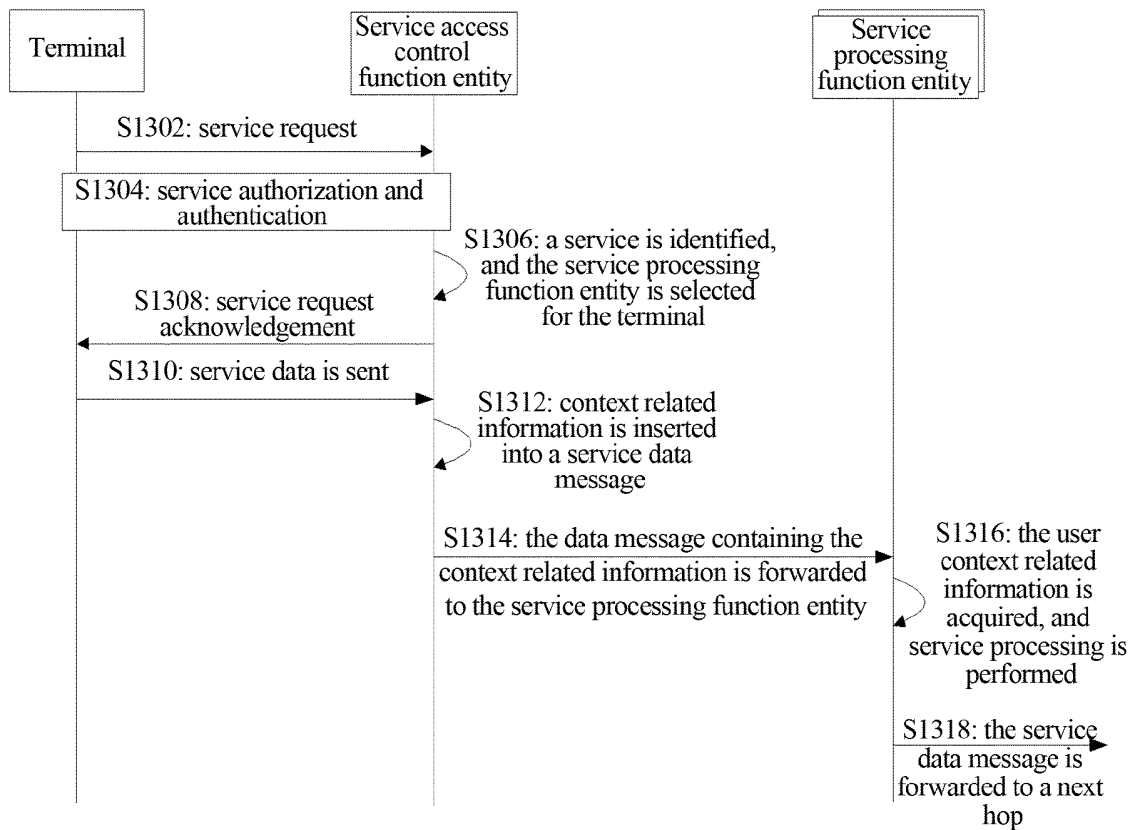 Terminal
Service access
control
function entity
Service
processing
function entity
S1302: service request
S1304: service authorization and
authentication
S1306: a service is identified,
and the service processing
function entity is selected
for the terminal
S1308: service request
acknowledgement
S1310: service data is sent
S1312: context related
information is inserted
into a service data
message
S1314: the data message containing the
context related information is forwarded
to the service processing function entity
S1316: the user
context related
information is
acquired, and
service processing is
performed
S1318: the service
data message is
forwarded to a next
hop